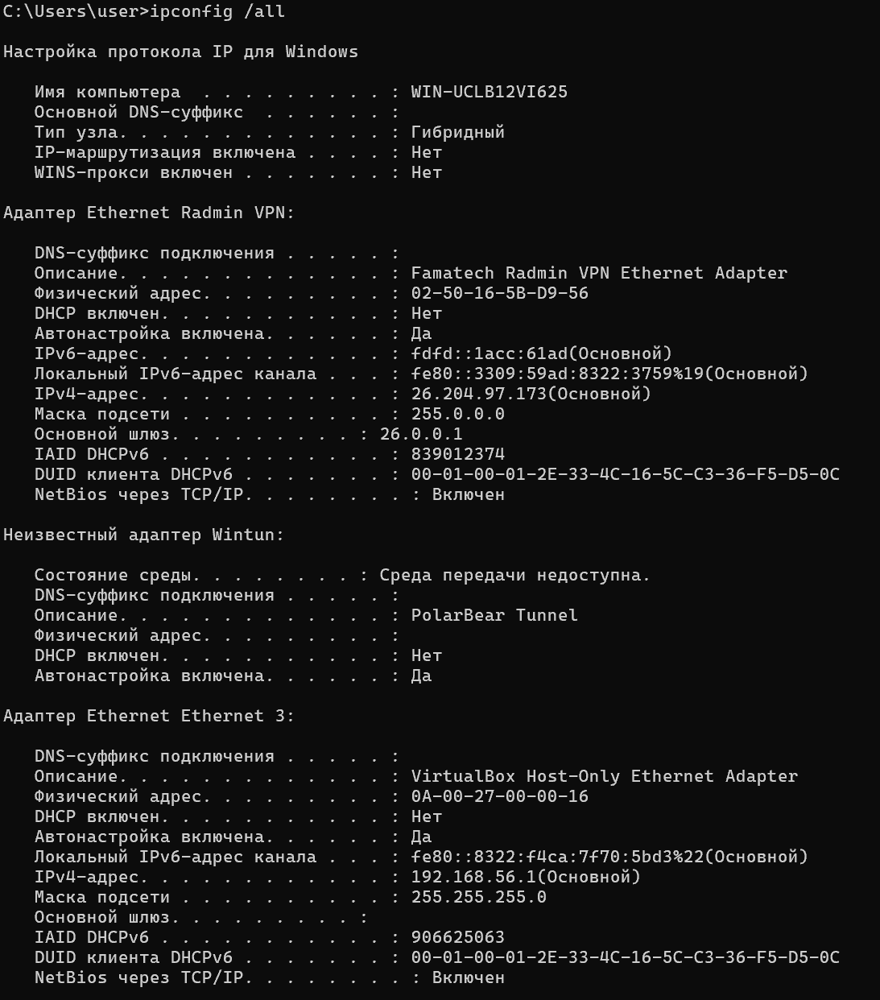 C:\Users\user>ipconfig /all
Настройка протокола IP для Windows
Имя компьютера  . . . . . . . . . : WIN-UCLB12VI625
Основной DNS-суффикс  . . . . . . :
Тип узла. . . . . . . . . . . . . : Гибридный
IP-маршрутизация включена . . . . : Нет
WINS-прокси включен . . . . . . . : Нет
Адаптер Ethernet Radmin VPN:
DNS-суффикс подключения . . . . . :
Описание. . . . . . . . . . . . . : Famatech Radmin VPN Ethernet Adapter
Физический адрес. . . . . . . . . : 02-50-16-5B-D9-56
DHCP включен. . . . . . . . . . . : Нет
Автонастройка включена. . . . . . : Да
IPv6-адрес. . . . . . . . . . . . : fdfd::1acc:61ad(Основной)
Локальный IPv6-адрес канала . . . : fe80::3309:59ad:8322:3759%19(Основной)
IPv4-адрес. . . . . . . . . . . . : 26.204.97.173(Основной)
Маска подсети . . . . . . . . . . : 255.0.0.0
Основной шлюз. . . . . . . . . : 26.0.0.1
IAID DHCPv6 . . . . . . . . . . . : 839012374
DUID клиента DHCPv6 . . . . . . . : 00-01-00-01-2E-33-4C-16-5C-C3-36-F5-D5-0C
NetBios через TCP/IP. . . . . . . . : Включен
Неизвестный адаптер Wintun:
Состояние среды. . . . . . . . : Среда передачи недоступна.
DNS-суффикс подключения . . . . . :
Описание. . . . . . . . . . . . . : PolarBear Tunnel
Физический адрес. . . . . . . . . :
DHCP включен. . . . . . . . . . . : Нет
Автонастройка включена. . . . . . : Да
Адаптер Ethernet Ethernet 3:
DNS-суффикс подключения . . . . . :
Описание. . . . . . . . . . . . . : VirtualBox Host-Only Ethernet Adapter
Физический адрес. . . . . . . . . : 0A-00-27-00-00-16
DHCP включен. . . . . . . . . . . : Нет
Автонастройка включена. . . . . . : Да
Локальный IPv6-адрес канала . . . : fe80::8322:f4ca:7f70:5bd3%22(Основной)
IPv4-адрес. . . . . . . . . . . . : 192.168.56.1(Основной)
Маска подсети . . . . . . . . . . : 255.255.255.0
Основной шлюз. . . . . . . . . :
IAID DHCPv6 . . . . . . . . . . . : 906625063
DUID клиента DHCPv6 . . . . . . . : 00-01-00-01-2E-33-4C-16-5C-C3-36-F5-D5-0C
NetBios через TCP/IP. . . . . . . . : Включен